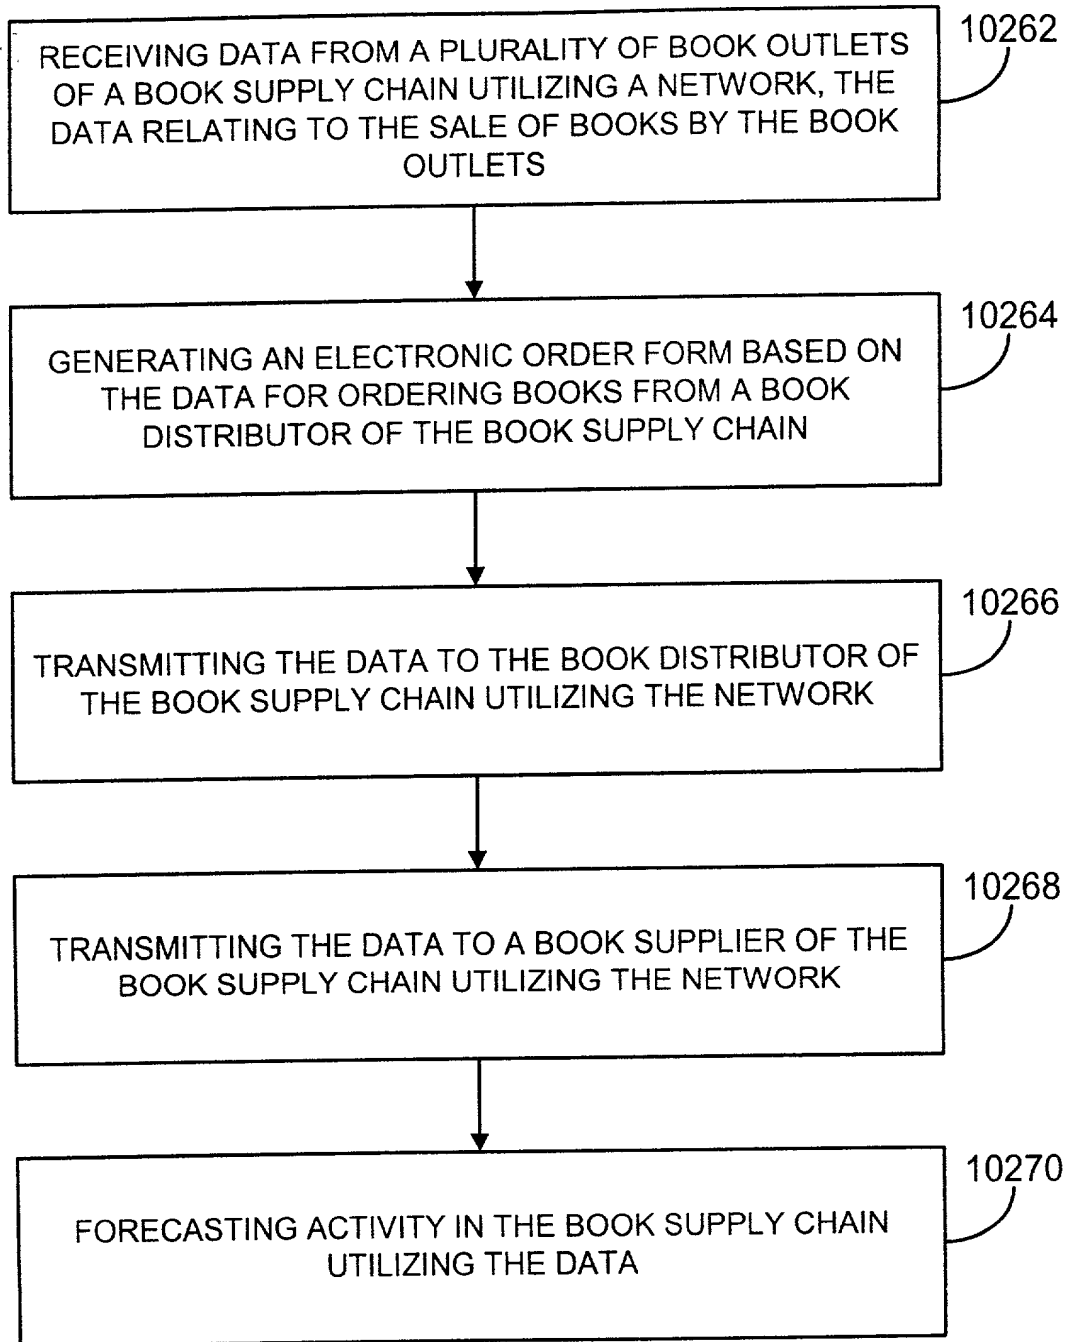 10262
RECEIVING DATA FROM A PLURALITY OF BOOK OUTLETS
OF A BOOK SUPPLY CHAIN UTILIZING A NETWORK, THE
DATA RELATING TO THE SALE OF BOOKS BY THE BOOK
OUTLETS
10264
GENERATING AN ELECTRONIC ORDER FORM BASED ON
THE DATA FOR ORDERING BOOKS FROM A BOOK
DISTRIBUTOR OF THE BOOK SUPPLY CHAIN
10266
TRANSMITTING THE DATA TO THE BOOK DISTRIBUTOR OF
THE BOOK SUPPLY CHAIN UTILIZING THE NETWORK
10268
TRANSMITTING THE DATA TO A BOOK SUPPLIER OF THE
BOOK SUPPLY CHAIN UTILIZING THE NETWORK
10270
FORECASTING ACTIVITY IN THE BOOK SUPPLY CHAIN
UTILIZING THE DATA